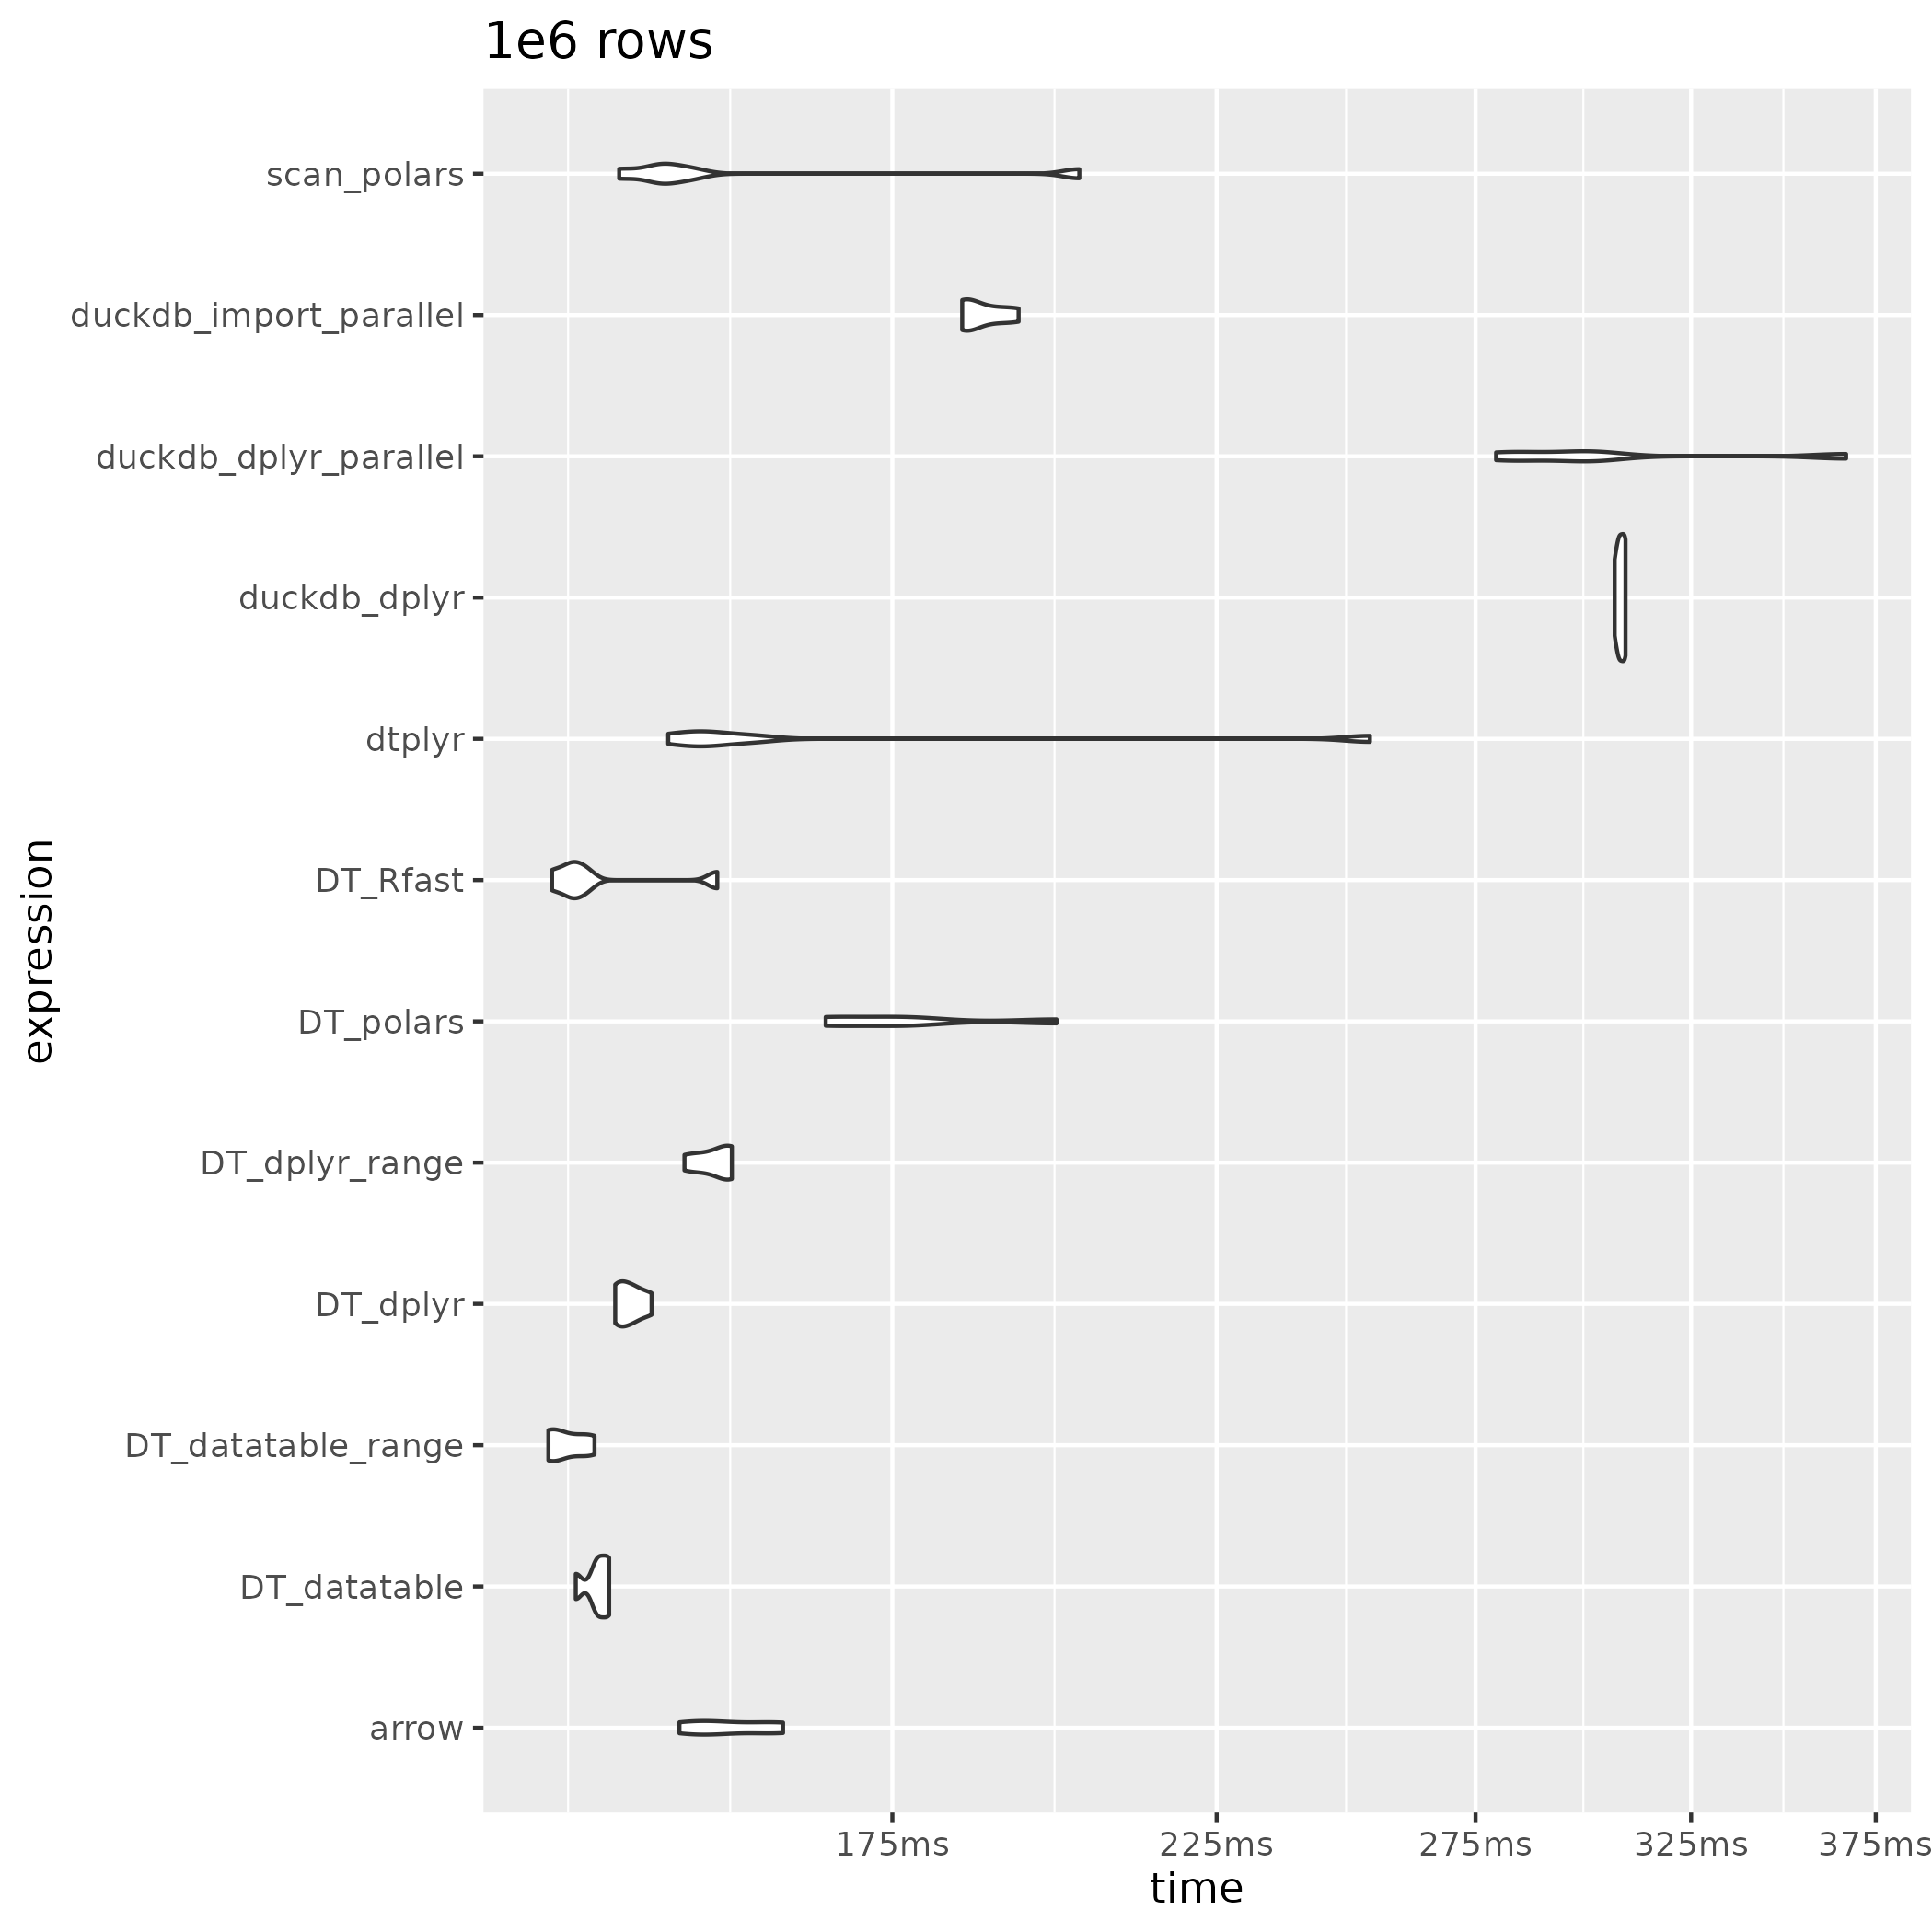 1e6 rows
scan_polars
duckdb_import_parallel
duckdb_dplyr_parallel
duckdb_dplyr
dtplyr
DT_Rfast
DT_polars
DT_dplyr_range
DT_dplyr
DT_datatable_range
DT_datatable
arrow
expression
175ms 225ms 275ms 325ms 375ms
time